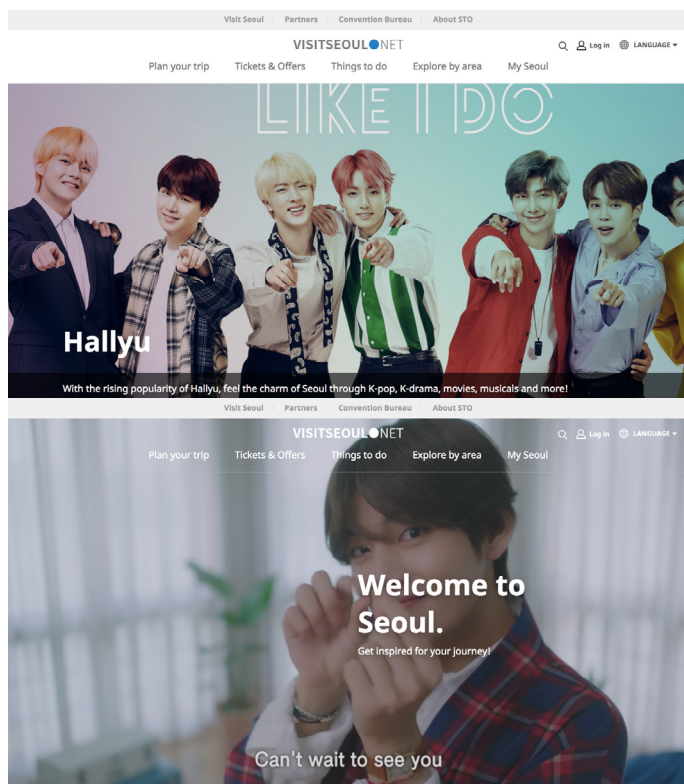 Visit Seoul Partners Convention Bureau About STO
VISITSEOUL NET
Log in LANGUAGE
Plan your trip Tickets & Offers Things to do Explore by area My Seoul
LIKE I DO
Hallyu
With the rising popularity of Hallyu, feel the charm of Seoul through K-pop, K-drama, movies, musicals and more!
Visit Seoul Partners Convention Bureau About STO
VISITSEOUL NET
Log in LANGUAGE
Plan your trip Tickets & Offers Things to do Explore by area My Seoul
Welcome to
Seoul.
Get inspired for your journey!
Can't wait to see you